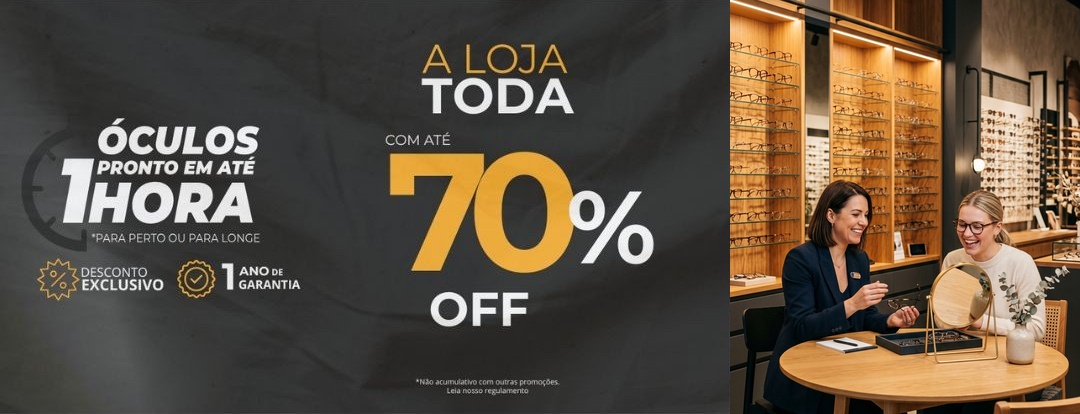 ÓCULOS
PRONTO EM ATÉ
1HORA
*PARA PERTO OU PARA LONGE
DESCONTO
EXCLUSIVO
1 ANO DE
GARANTIA
A LOJA
TODA
COM ATÉ
70%
OFF
*Não acumulativo com outras promoções.
Leia nosso regulamento